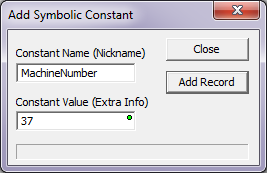 Add Symbolic Constant
Constant Name (Nickname)
Close
MachineNumber
Add Record
Constant Value (Extra Info)
37